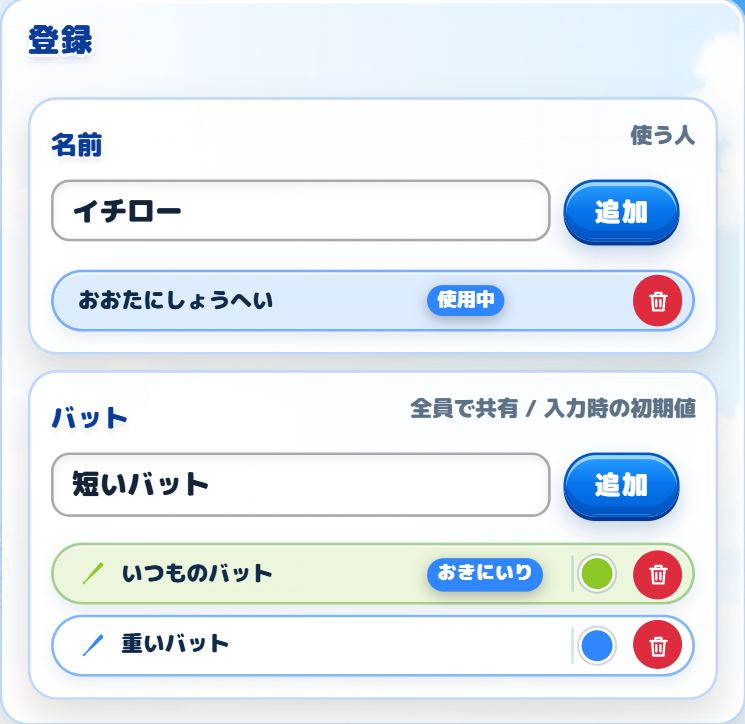 登録
名前
使う人
イチロー
追加
おおたにしょうへい
使用中
バット
全員で共有 / 入力時の初期値
短いバット
追加
いつものバット
おきにいり
重いバット